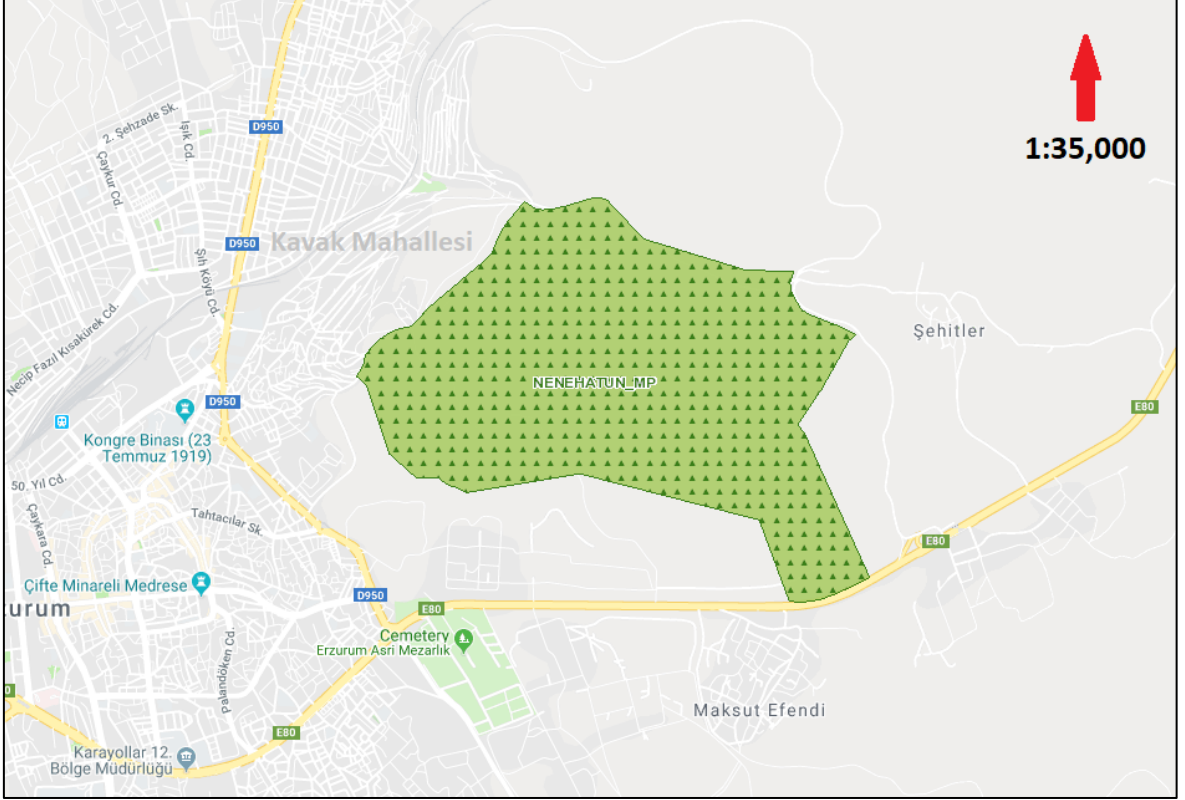 1:35,000
2. Şehzade Sk.
Işık Cd.
D950
Çaykur Cd.
D950
Kavak Mahallesi
Şıh Köyü Cd.
Necip Fazıl Kısakürek Cd.
Şehitler
NENEHATUN_MP
D950
E80
Kongre Binası (23
Temmuz 1919)
50. Yıl Cd.
Çaykara Cd.
Tahtacılar Sk.
E80
Çifte Minareli Medrese
D950
urum
E80
Cemetery
Erzurum Asri Mezarlık
Palandöken Cd.
0
Maksut Efendi
E80
Karayollar 12.
Bölge Müdürlüğü